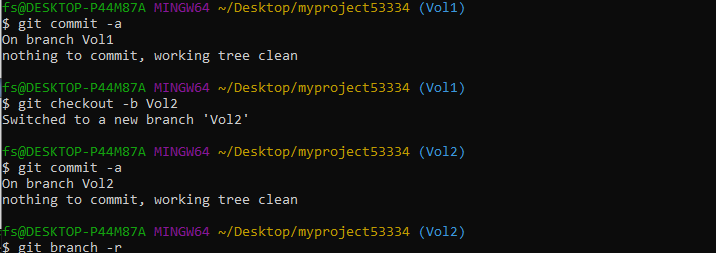 fs@DESKTOP-P44M87A MINGW64 ~/Desktop/myproject53334 (Vol1)
$ git commit -a
On branch Vol1
nothing to commit, working tree clean
fs@DESKTOP-P44M87A MINGW64 ~/Desktop/myproject53334 (Vol1)
$ git checkout -b Vol2
Switched to a new branch 'Vol2'
fs@DESKTOP-P44M87A MINGW64 ~/Desktop/myproject53334 (Vol2)
$ git commit -a
On branch Vol2
nothing to commit, working tree clean
fs@DESKTOP-P44M87A MINGW64 ~/Desktop/myproject53334 (Vol2)
$ git branch -r